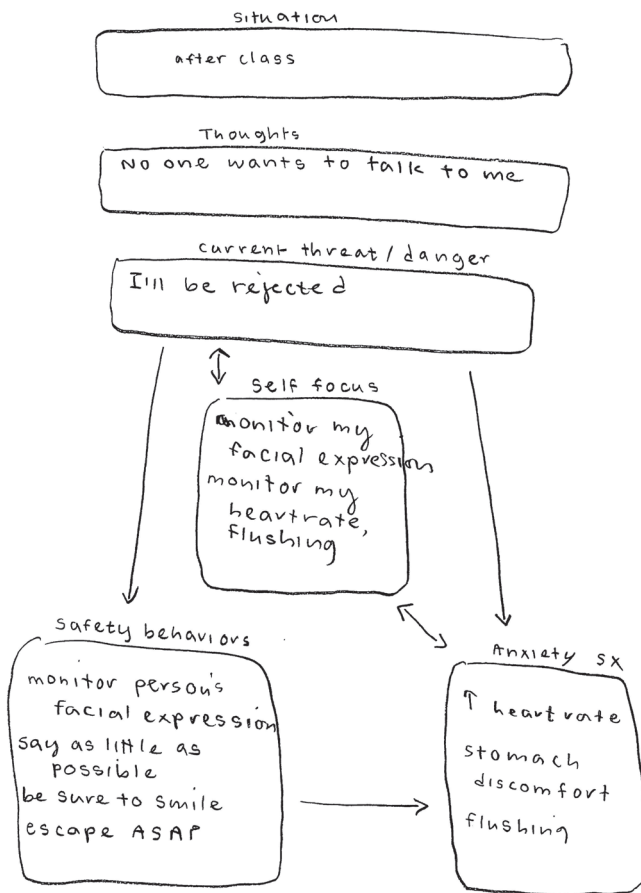 situation
after class
Thoughts
No one wants to talk to me
current threat / danger
I'll be rejected
Self focus
monitor my
facial expression
monitor my
heartrate,
flushing
Safety behaviors
monitor person's
facial expression
say as little as
possible
be sure to smile
escape ASAP
Anxiety sx
↑ heartrate
stomach
discomfort
flushing